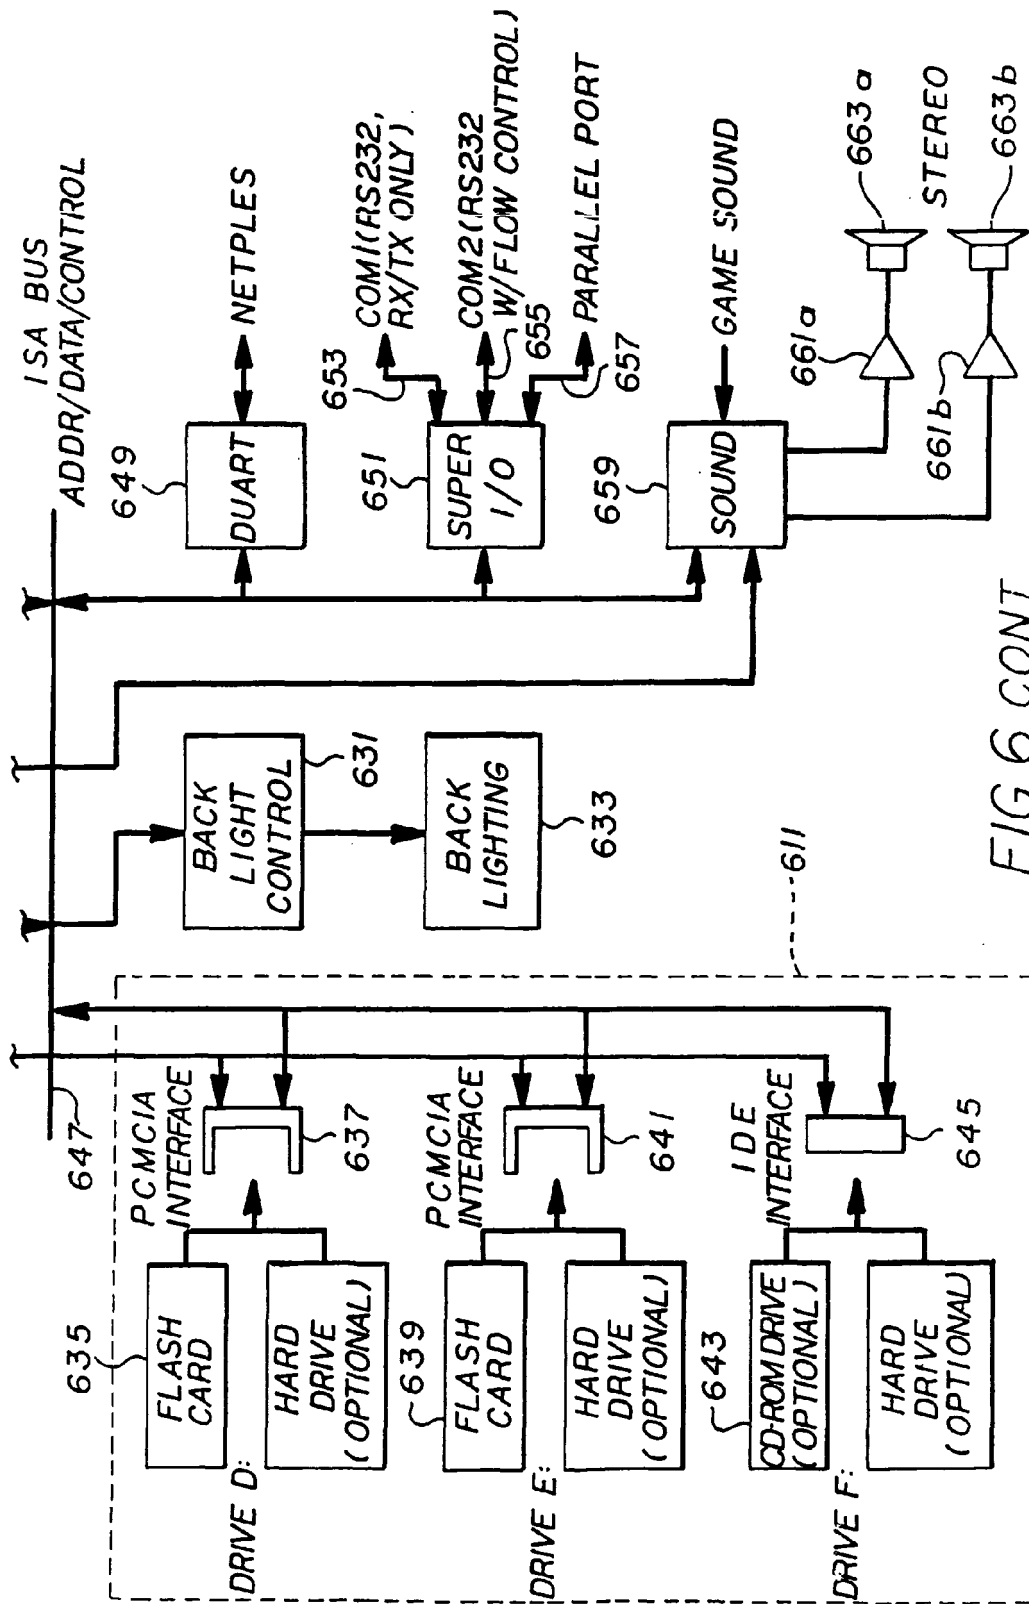 ISA BUS
ADDR/DATA/CONTROL
647
635
FLASH
CARD
HARD
DRIVE
(OPTIONAL)
DRIVE D:
PCMCIA
INTERFACE
637
639
FLASH
CARD
HARD
DRIVE
(OPTIONAL)
DRIVE E:
PCMCIA
INTERFACE
641
643
CD-ROM DRIVE
(OPTIONAL)
HARD
DRIVE
(OPTIONAL)
DRIVE F:
IDE
INTERFACE
645
611
BACK
LIGHT
CONTROL
631
BACK
LIGHTING
633
649
DUART
NETPLES
651
SUPER
I/O
653
COM1(RS232,
RX/TX ONLY)
COM2(RS232
W/FLOW CONTROL)
655
PARALLEL PORT
657
659
SOUND
GAME SOUND
661a
663a
STEREO
661b
663b
FIG 6 CONT